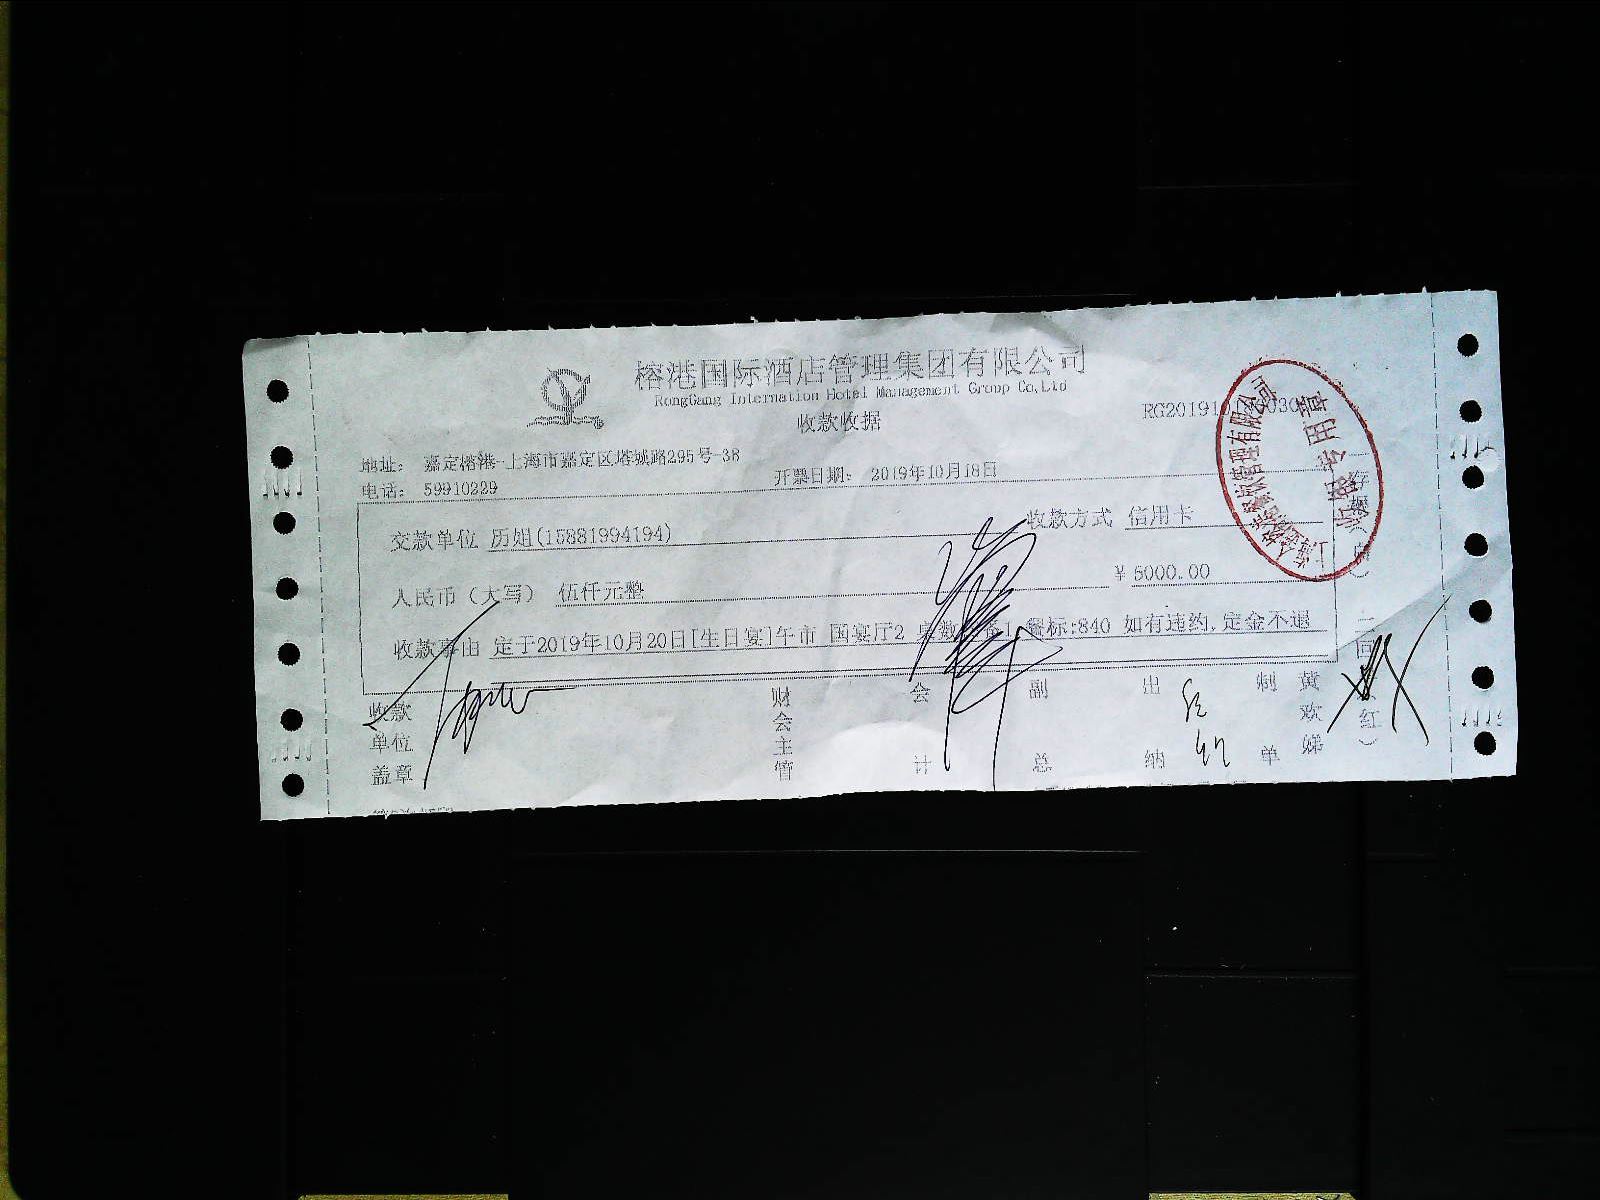 榕港国际酒店管理集团有限公司
RongGang Internation Hotel Management Group Co,Ltd
收款收据
地址： 嘉定榕港-上海市嘉定区塔城路295号-38
电话： 59910229
开票日期： 2019年10月18日
交款单位 历姐(15881994194)
收款方式 信用卡
人民币（大写） 伍仟元整
¥ 5000.00
收款事由 定于2019年10月20日[生日宴]午市 国宴厅2 桌数 餐标:840 如有违约,定金不退
收款单位盖章
财会主管
会计
副总
出纳
制单
黄欢娣
收据专用章